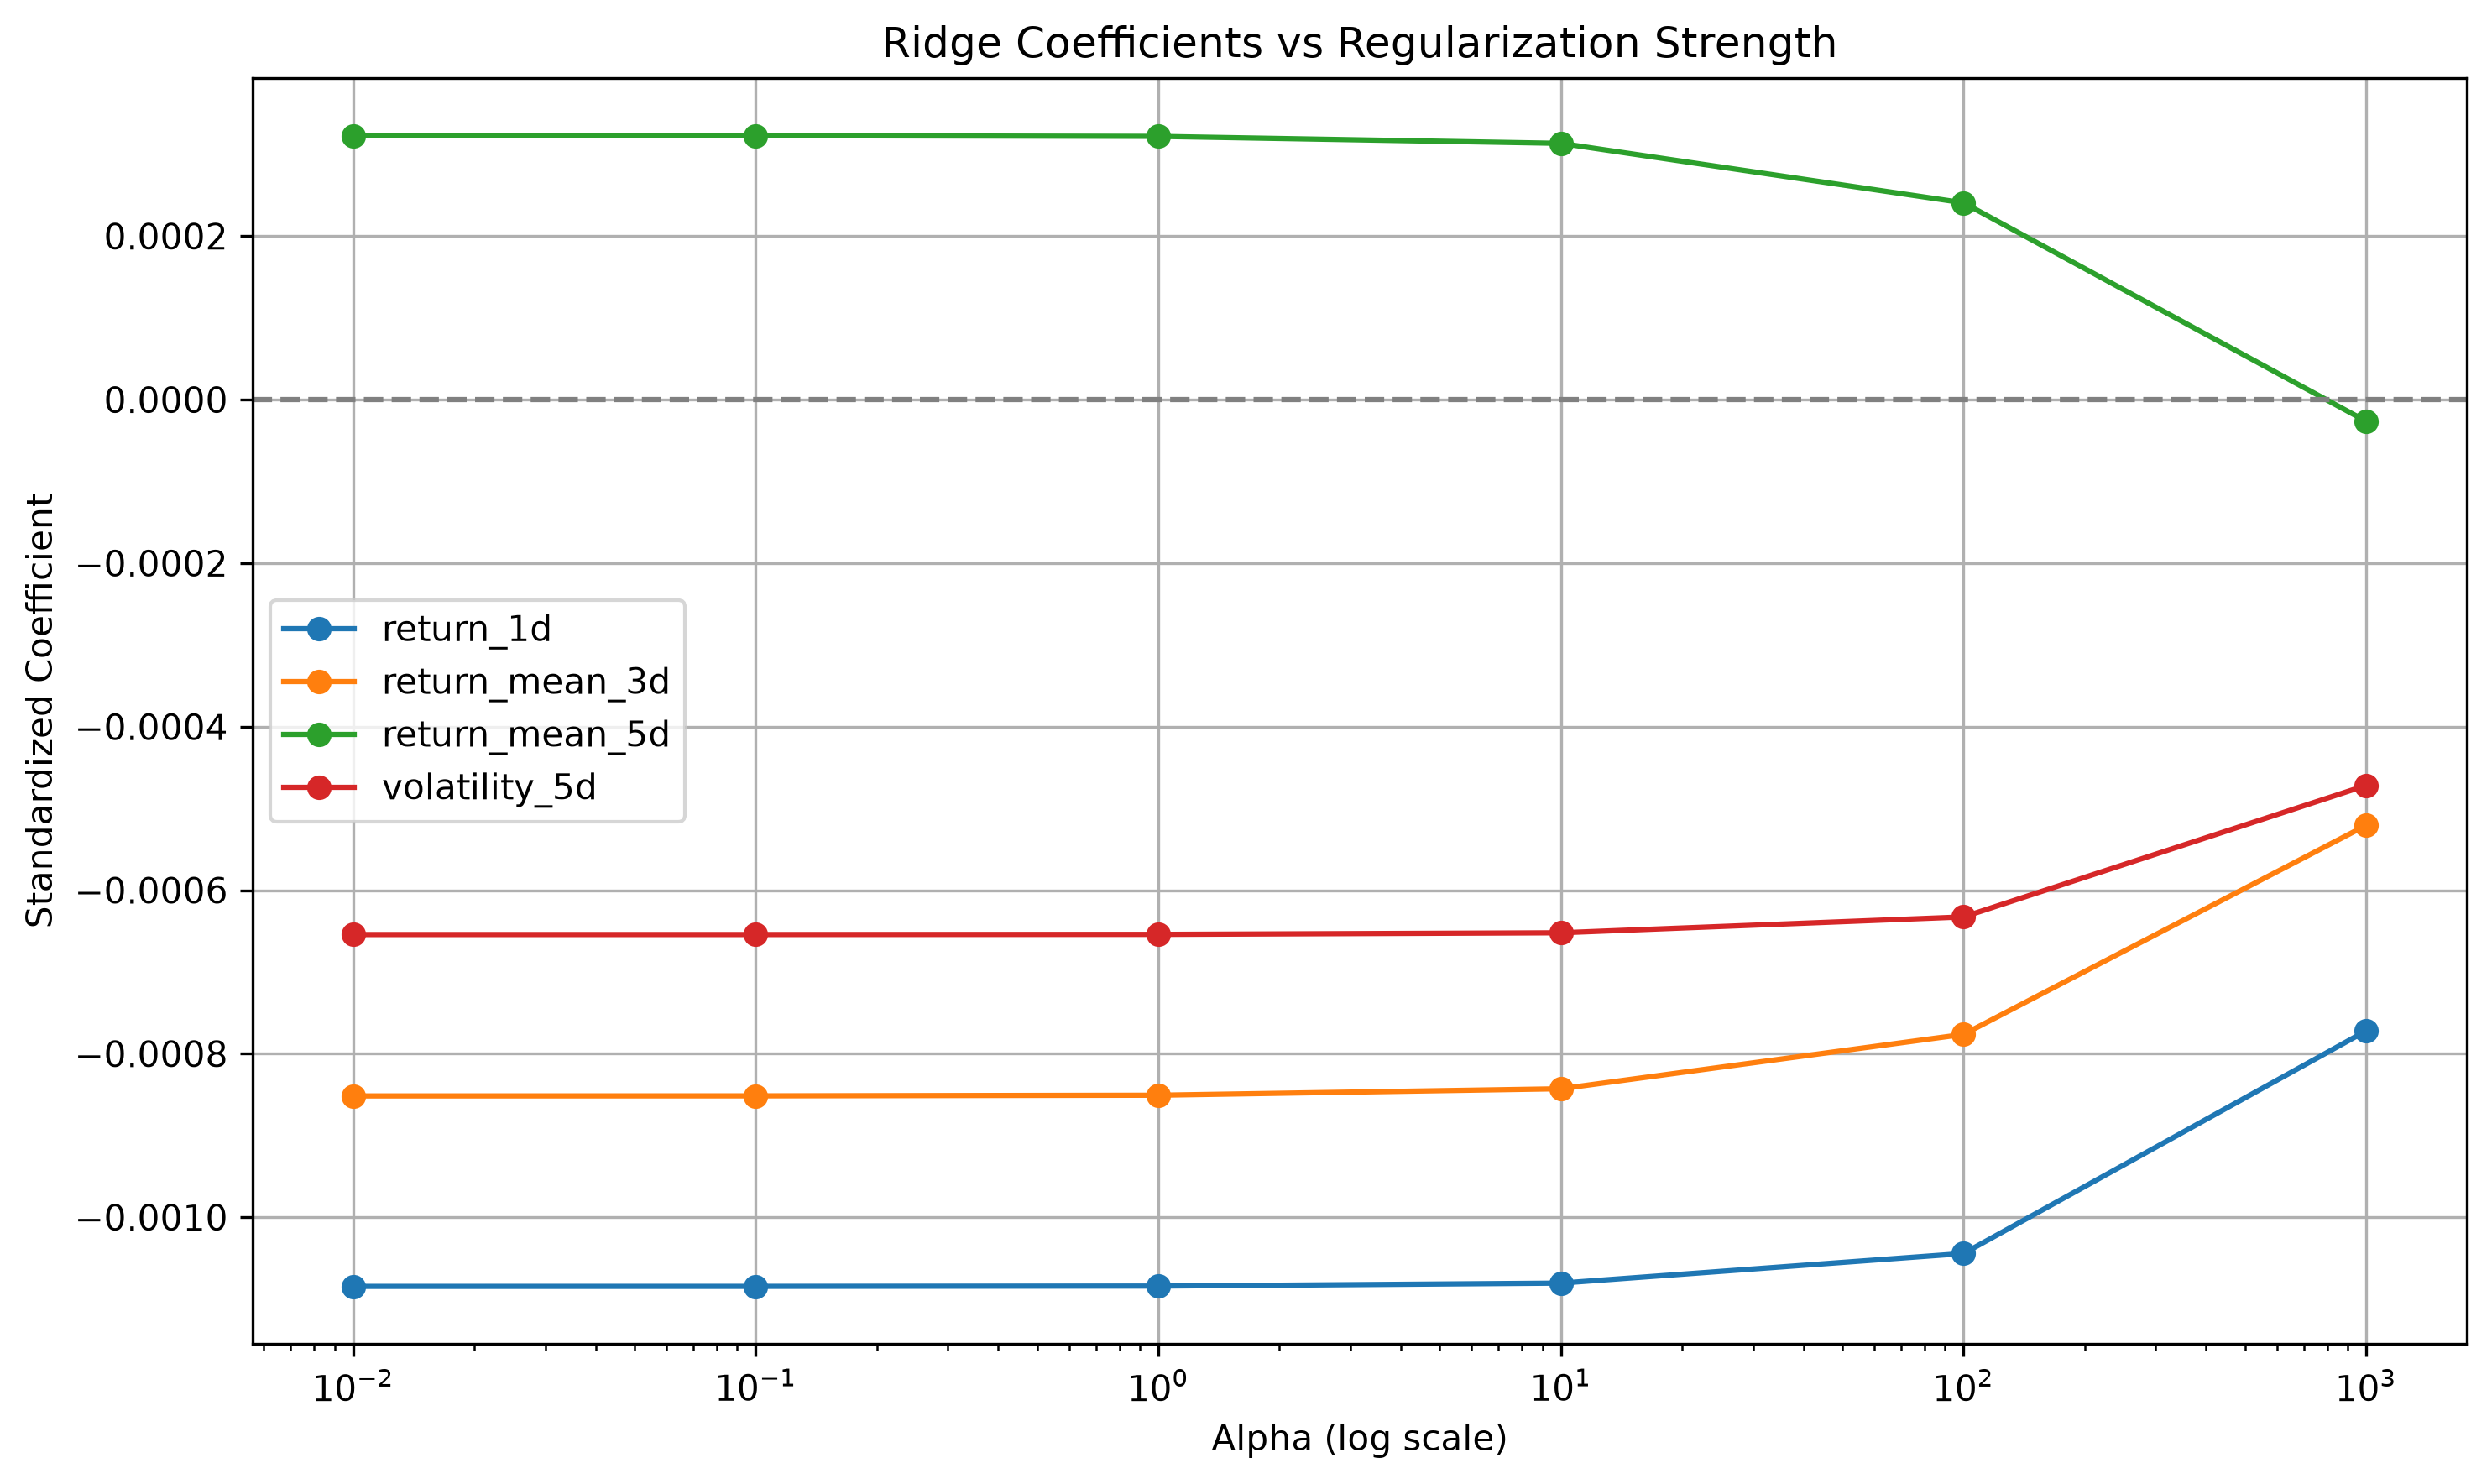 Ridge Coefficients vs Regularization Strength
0.0002
0.0000
−0.0002
−0.0004
−0.0006
−0.0008
−0.0010
Standardized Coefficient
return_1d
return_mean_3d
return_mean_5d
volatility_5d
10⁻² 10⁻¹ 10⁰ 10¹ 10² 10³
Alpha (log scale)